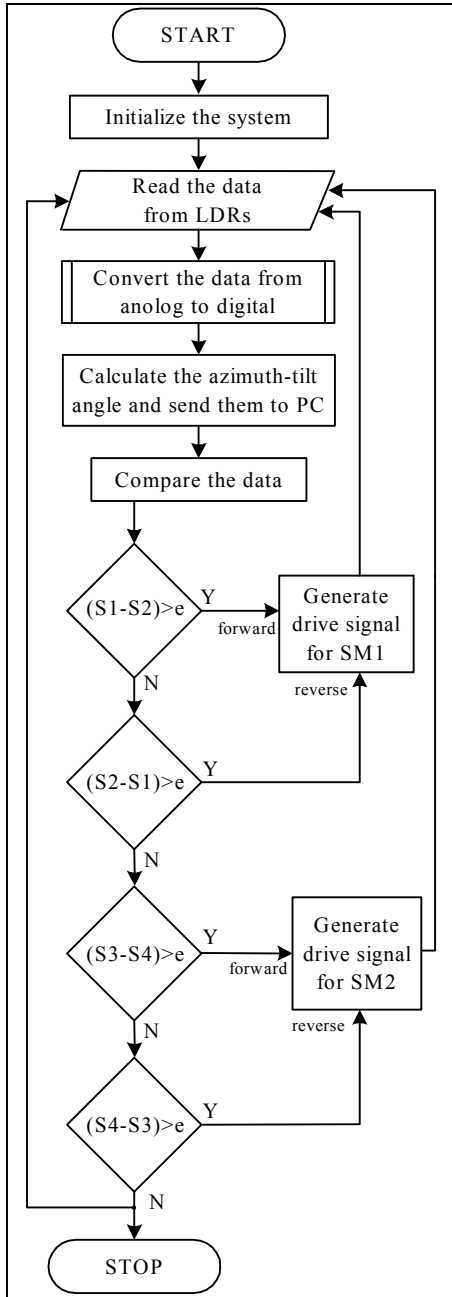 START
Initialize the system
Read the data
from LDRs
Convert the data from
anolog to digital
Calculate the azimuth-tilt
angle and send them to PC
Compare the data
(S1-S2)>e
Y
forward
Generate
drive signal
for SM1
N
reverse
(S2-S1)>e
Y
N
(S3-S4)>e
Y
forward
Generate
drive signal
for SM2
N
reverse
(S4-S3)>e
Y
N
STOP